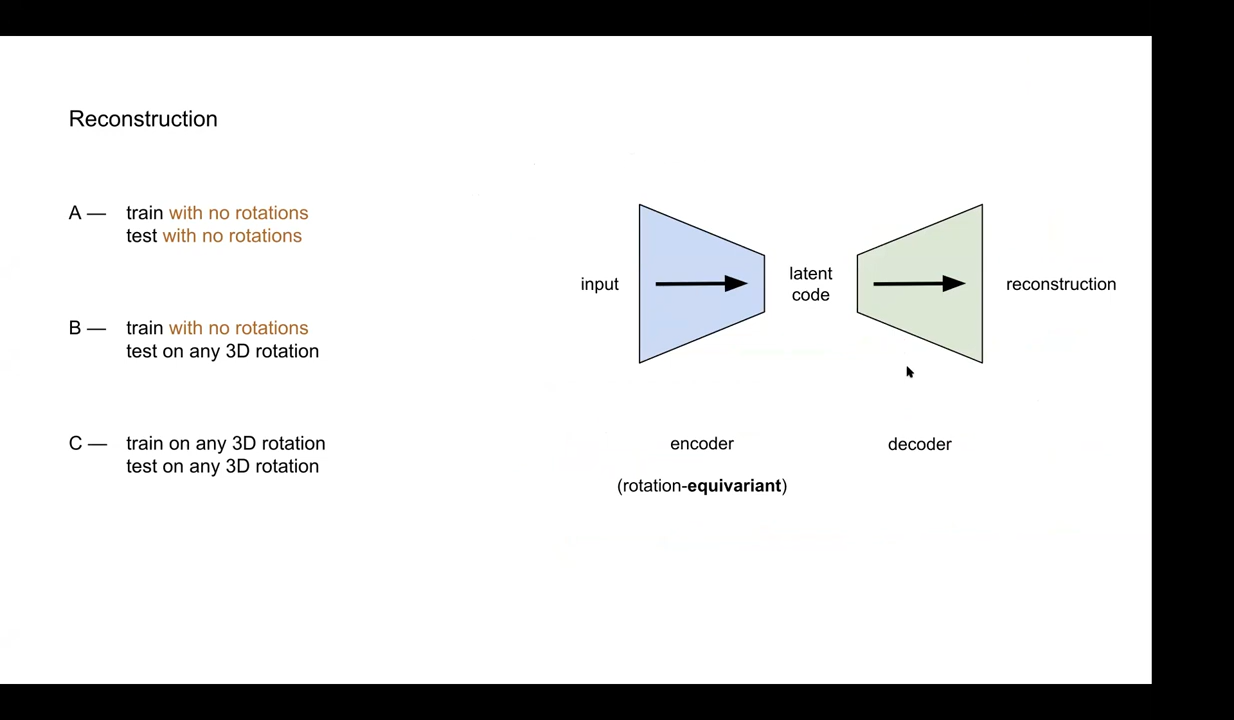 Reconstruction
A — train with no rotations
test with no rotations
B — train with no rotations
test on any 3D rotation
C — train on any 3D rotation
test on any 3D rotation
input
latent
code
reconstruction
encoder
decoder
(rotation-equivariant)